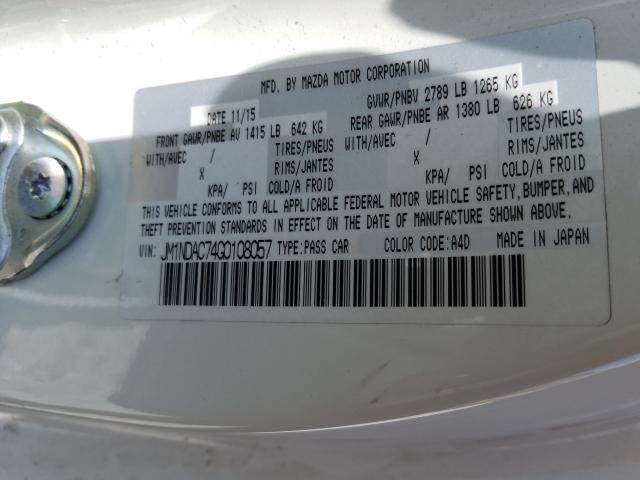 MFD. BY MAZDA MOTOR CORPORATION
DATE 11/15 GVWR/PNBV 2789 LB 1265 KG
FRONT GAWR/PNBE AV 1415 LB 642 KG REAR GAWR/PNBE AR 1380 LB 626 KG
WITH/AVEC / TIRES/PNEUS WITH/AVEC / TIRES/PNEUS
X RIMS/JANTES X RIMS/JANTES
KPA/ PSI COLD/A FROID KPA/ PSI COLD/A FROID
THIS VEHICLE CONFORMS TO ALL APPLICABLE FEDERAL MOTOR VEHICLE SAFETY, BUMPER, AND
THEFT PREVENTION STANDARDS IN EFFECT ON THE DATE OF MANUFACTURE SHOWN ABOVE.
VIN: JM1NDAC74G0108057 TYPE:PASS CAR COLOR CODE:A4D MADE IN JAPAN